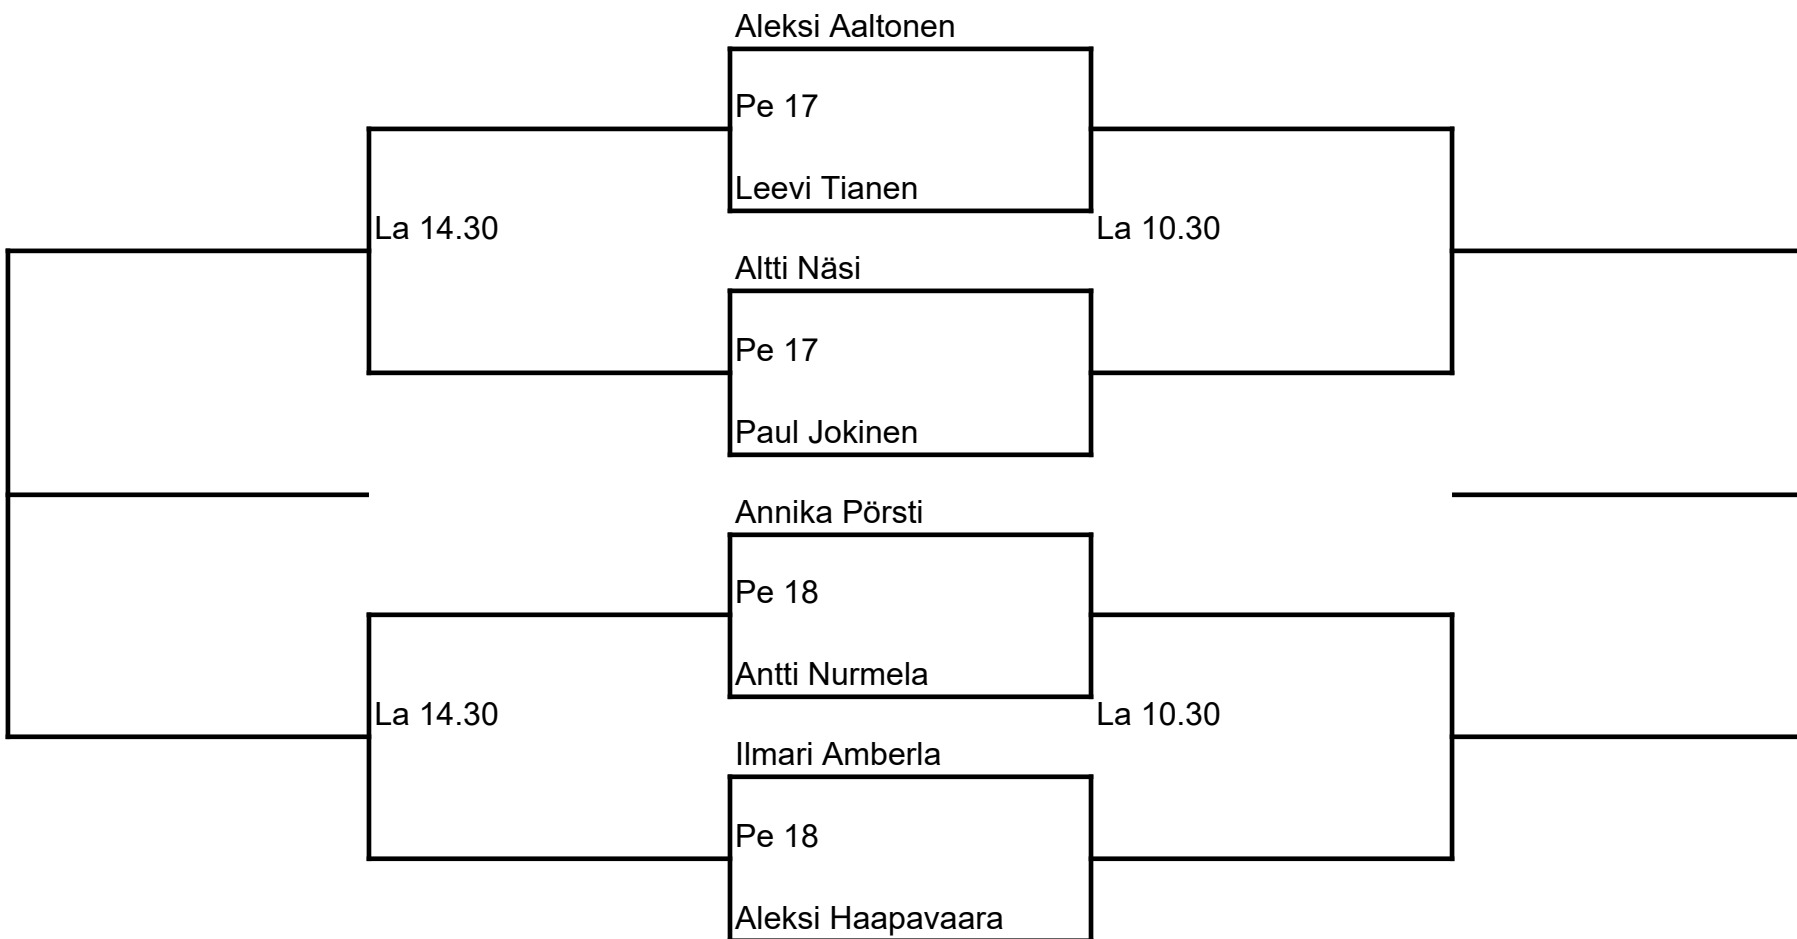 Aleksi Aaltonen
Pe 17
Leevi Tianen
La 14.30
La 10.30
Altti Näsi
Pe 17
Paul Jokinen
Annika Pörsti
Pe 18
Antti Nurmela
La 14.30
La 10.30
Ilmari Amberla
Pe 18
Aleksi Haapavaara